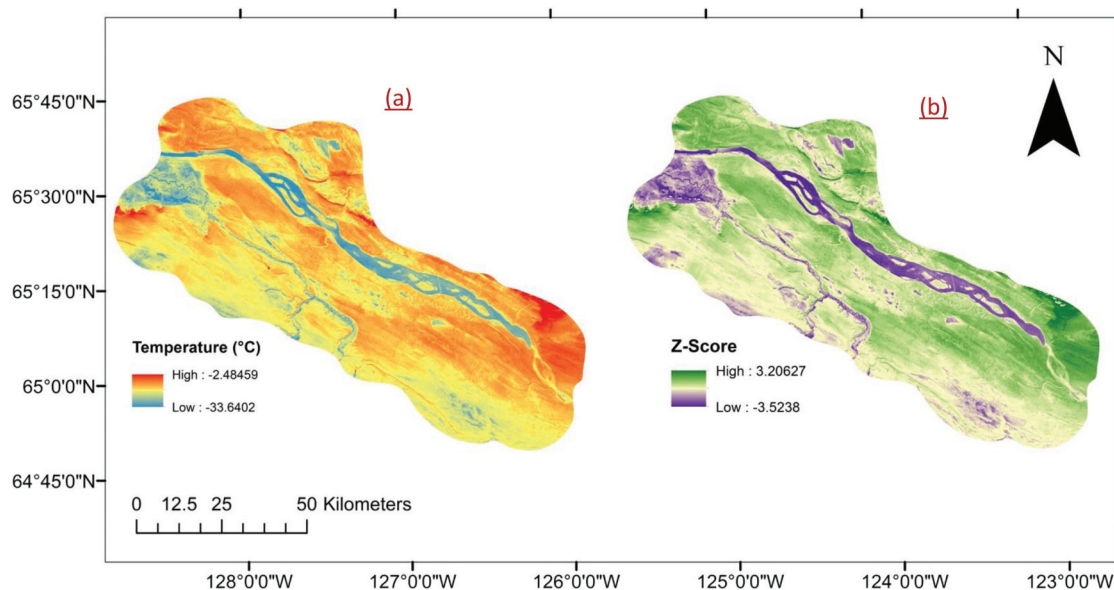 (a)
(b)
N
65°45'0"N
65°30'0"N
65°15'0"N
65°0'0"N
64°45'0"N
Temperature (°C)
High : -2.48459
Low : -33.6402
Z-Score
High : 3.20627
Low : -3.5238
0 12.5 25 50 Kilometers
128°0'0"W 127°0'0"W 126°0'0"W 125°0'0"W 124°0'0"W 123°0'0"W